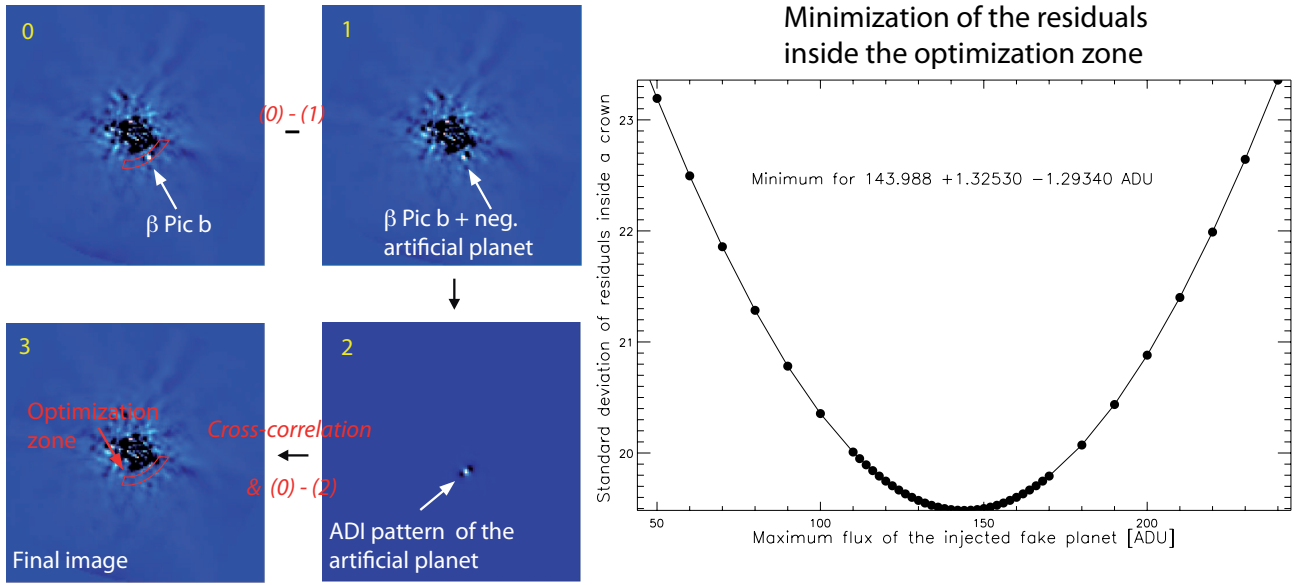 0
(0) - (1)
–
β Pic b
1
β Pic b + neg.
artificial planet
3
Optimization
zone
Cross-correlation
& (0) - (2)
Final image
2
ADI pattern of the
artificial planet
Minimization of the residuals
inside the optimization zone
Standard deviation of residuals inside a crown
23
22
21
20
Minimum for 143.988 +1.32530 −1.29340 ADU
50
100
150
200
Maximum flux of the injected fake planet [ADU]